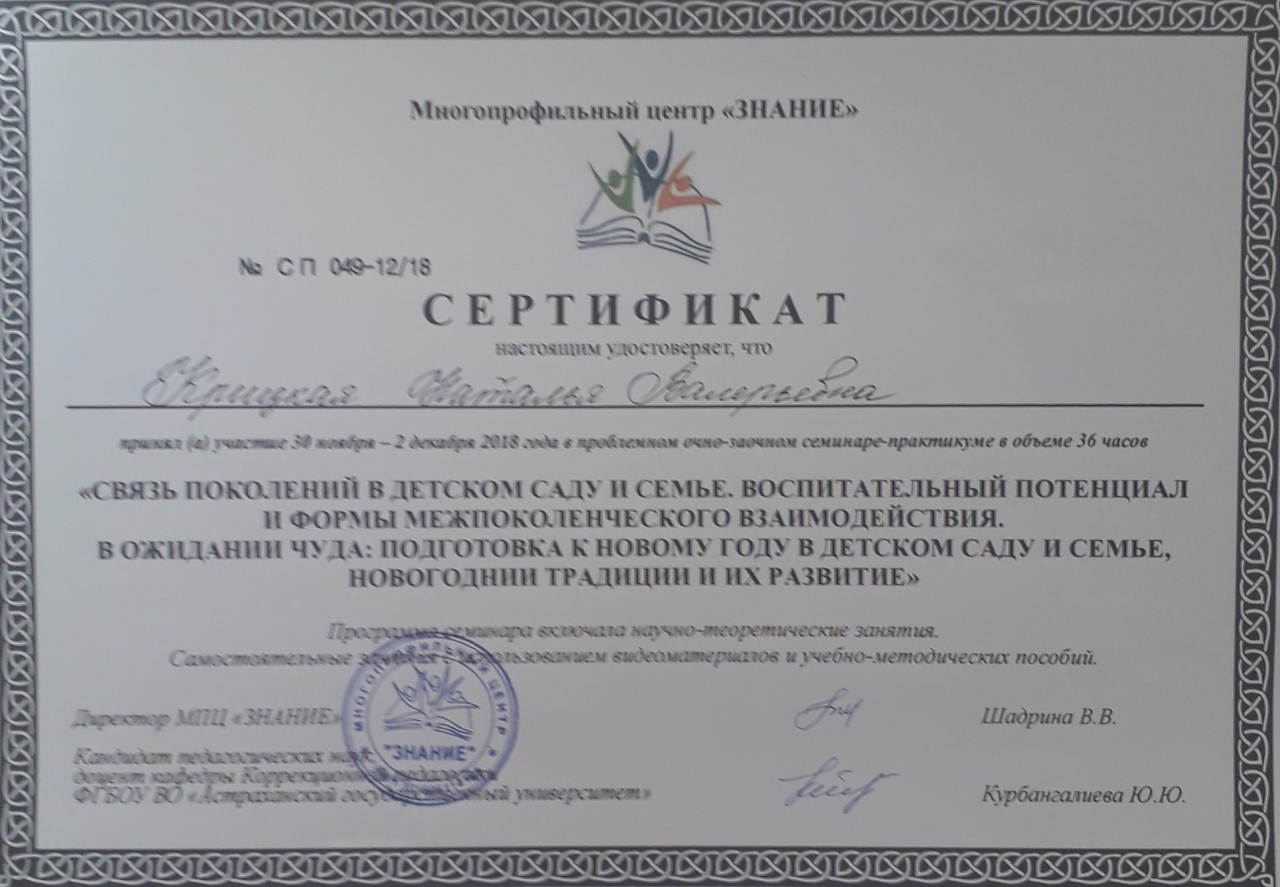 Многопрофильный центр «ЗНАНИЕ»
№ СП 049-12/18
СЕРТИФИКАТ
настоящим удостоверяет, что
Крицкая Наталья Валерьевна
принял (а) участие 30 ноября – 2 декабря 2018 года в проблемном очно-заочном семинаре-практикуме в объеме 36 часов
«СВЯЗЬ ПОКОЛЕНИЙ В ДЕТСКОМ САДУ И СЕМЬЕ. ВОСПИТАТЕЛЬНЫЙ ПОТЕНЦИАЛ
И ФОРМЫ МЕЖПОКОЛЕНЧЕСКОГО ВЗАИМОДЕЙСТВИЯ.
В ОЖИДАНИИ ЧУДА: ПОДГОТОВКА К НОВОМУ ГОДУ В ДЕТСКОМ САДУ И СЕМЬЕ,
НОВОГОДНИИ ТРАДИЦИИ И ИХ РАЗВИТИЕ»
Программа семинара включала научно-теоретические занятия.
Самостоятельные занятия с использованием видеоматериалов и учебно-методических пособий.
Директор МПЦ «ЗНАНИЕ» Шадрина В.В.
Кандидат педагогических наук,
доцент кафедры Коррекционной педагогики
ФГБОУ ВО «Астраханский государственный университет» Курбангалиева Ю.Ю.
МНОГОПРОФИЛЬНЫЙ ЦЕНТР
"ЗНАНИЕ"